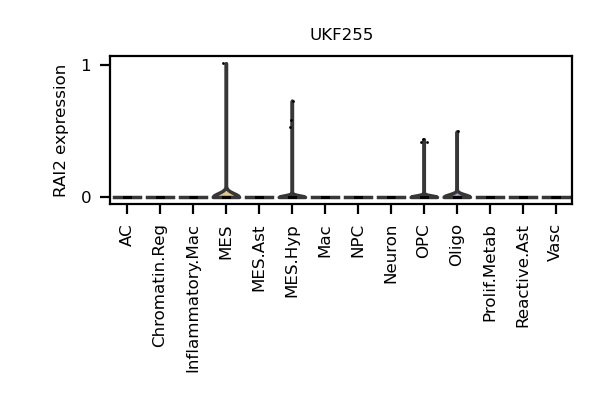 UKF255
RAI2 expression
1
0
AC
Chromatin.Reg
Inflammatory.Mac
MES
MES.Ast
MES.Hyp
Mac
NPC
Neuron
OPC
Oligo
Prolif.Metab
Reactive.Ast
Vasc